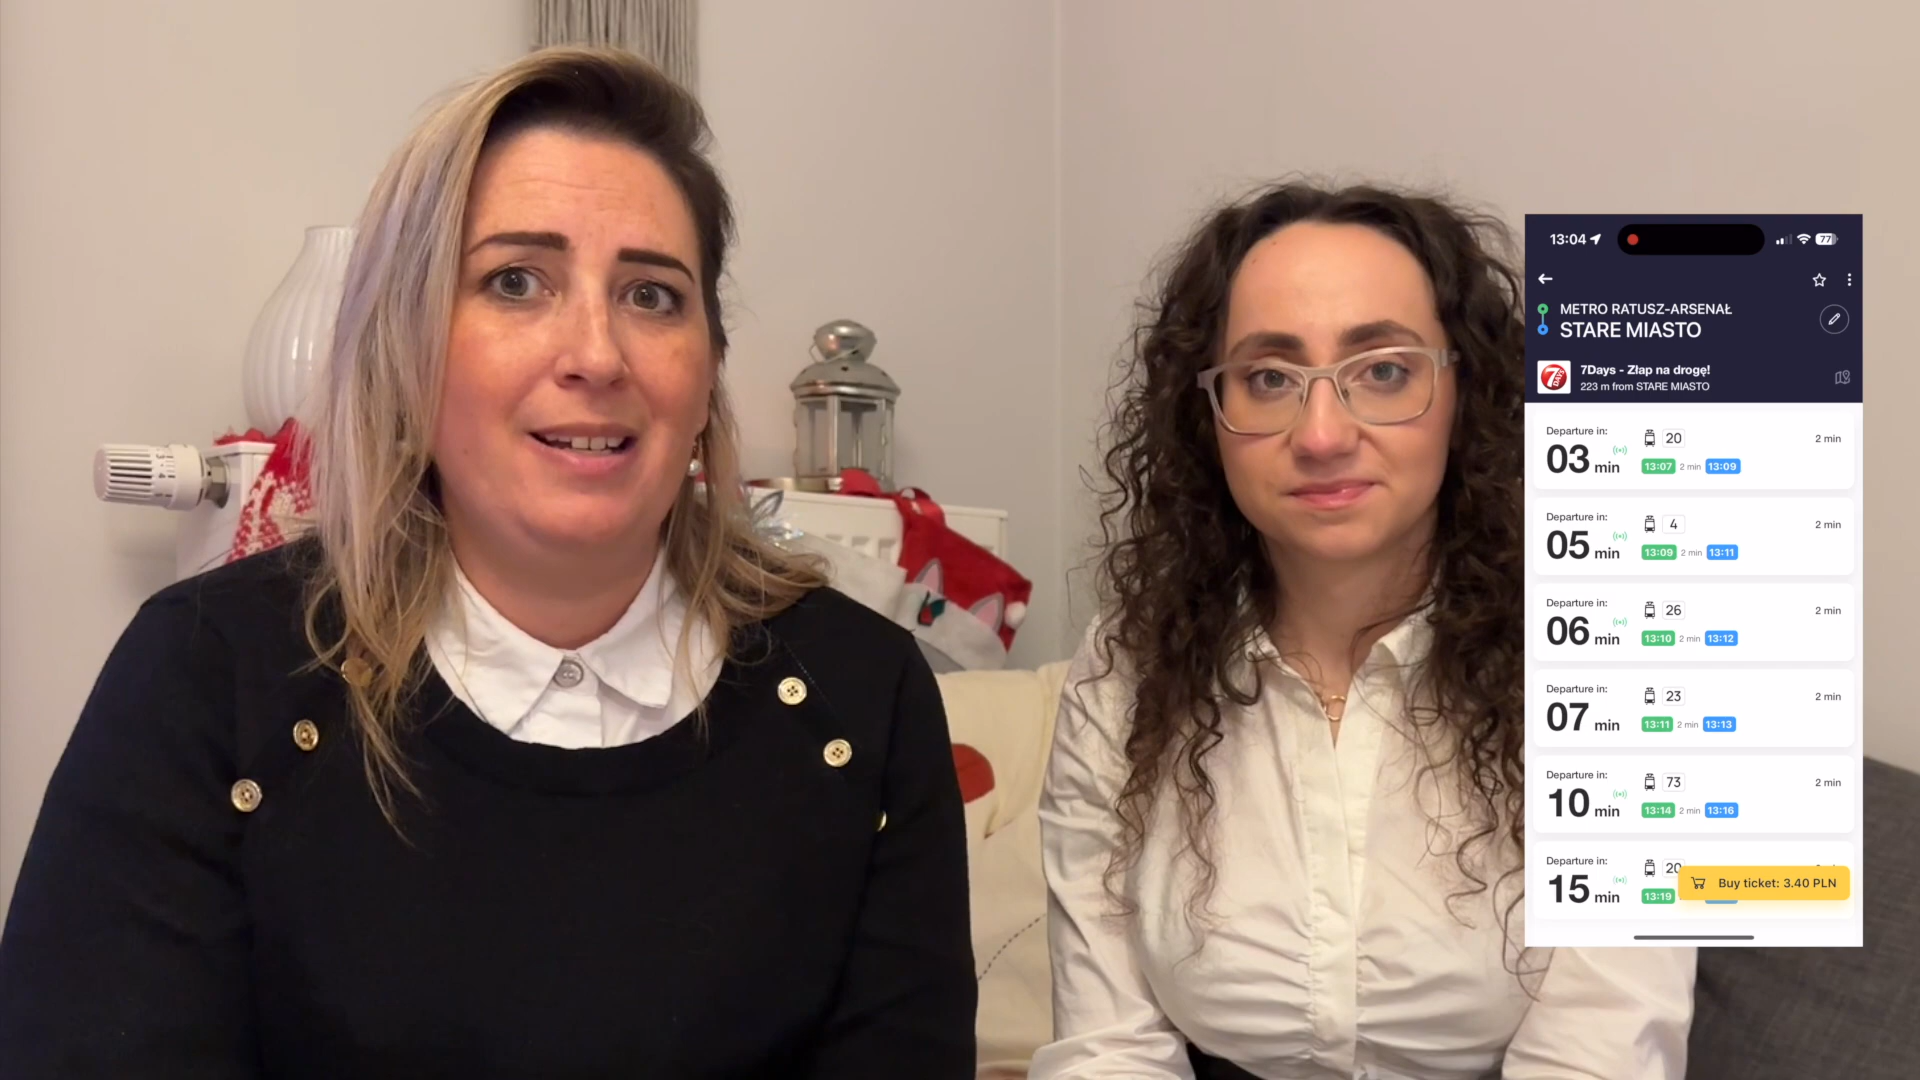 13:04
77
METRO RATUSZ-ARSENAŁ
STARE MIASTO
7 DAYS
7Days - Złap na drogę!
223 m from STARE MIASTO
Departure in:
03 min
20
2 min
13:07 2 min 13:09
Departure in:
05 min
4
2 min
13:09 2 min 13:11
Departure in:
06 min
26
2 min
13:10 2 min 13:12
Departure in:
07 min
23
2 min
13:11 2 min 13:13
Departure in:
10 min
73
2 min
13:14 2 min 13:16
Departure in:
15 min
20
13:19
Buy ticket: 3.40 PLN